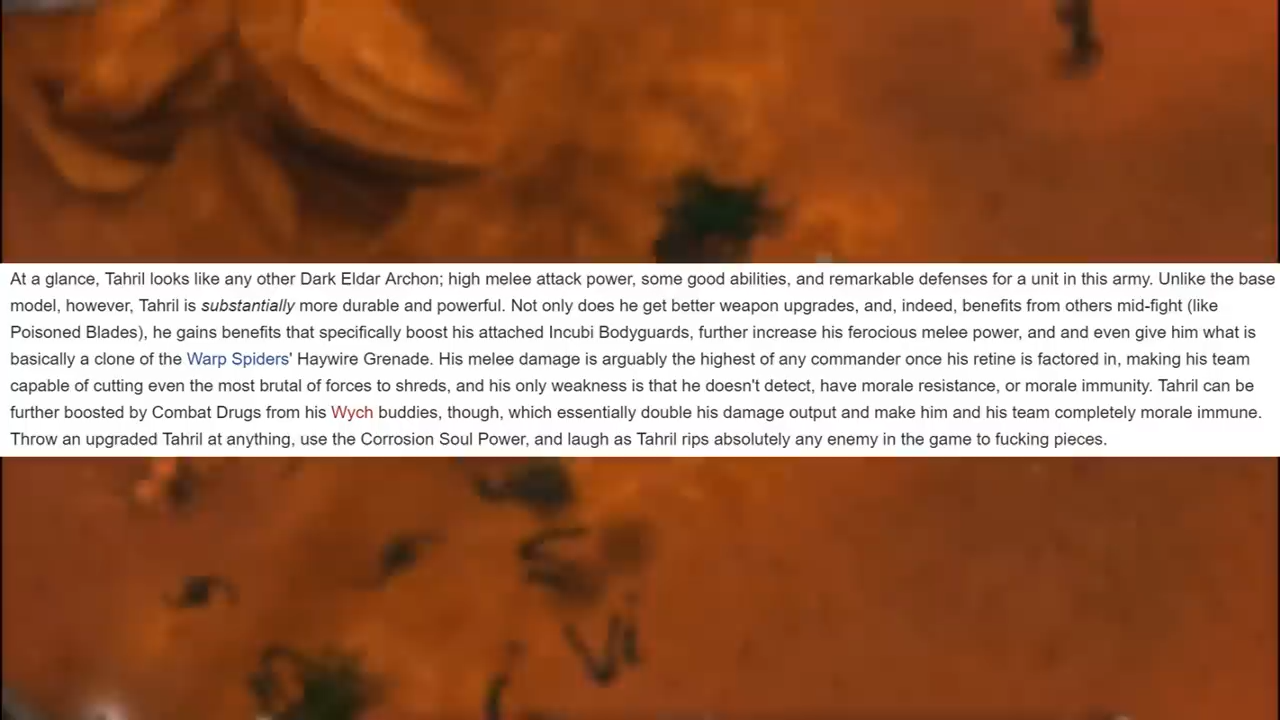 At a glance, Tahril looks like any other Dark Eldar Archon; high melee attack power, some good abilities, and remarkable defenses for a unit in this army. Unlike the base
model, however, Tahril is substantially more durable and powerful. Not only does he get better weapon upgrades, and, indeed, benefits from others mid-fight (like
Poisoned Blades), he gains benefits that specifically boost his attached Incubi Bodyguards, further increase his ferocious melee power, and and even give him what is
basically a clone of the Warp Spiders' Haywire Grenade. His melee damage is arguably the highest of any commander once his retine is factored in, making his team
capable of cutting even the most brutal of forces to shreds, and his only weakness is that he doesn't detect, have morale resistance, or morale immunity. Tahril can be
further boosted by Combat Drugs from his Wych buddies, though, which essentially double his damage output and make him and his team completely morale immune.
Throw an upgraded Tahril at anything, use the Corrosion Soul Power, and laugh as Tahril rips absolutely any enemy in the game to fucking pieces.